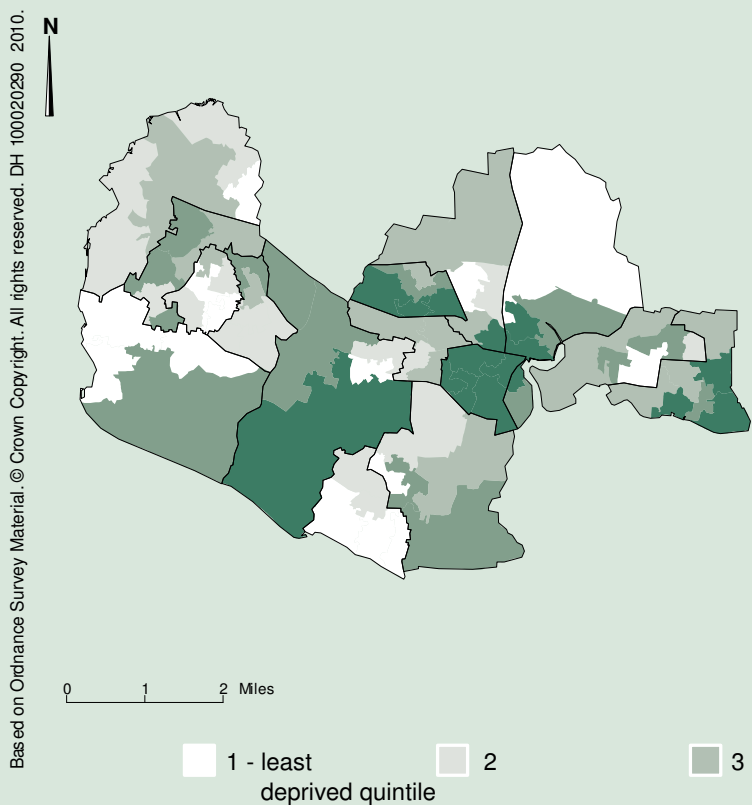 Based on Ordnance Survey Material. © Crown Copyright. All rights reserved. DH 100020290 2010.
N
0 1 2 Miles
1 - least
deprived quintile
2
3